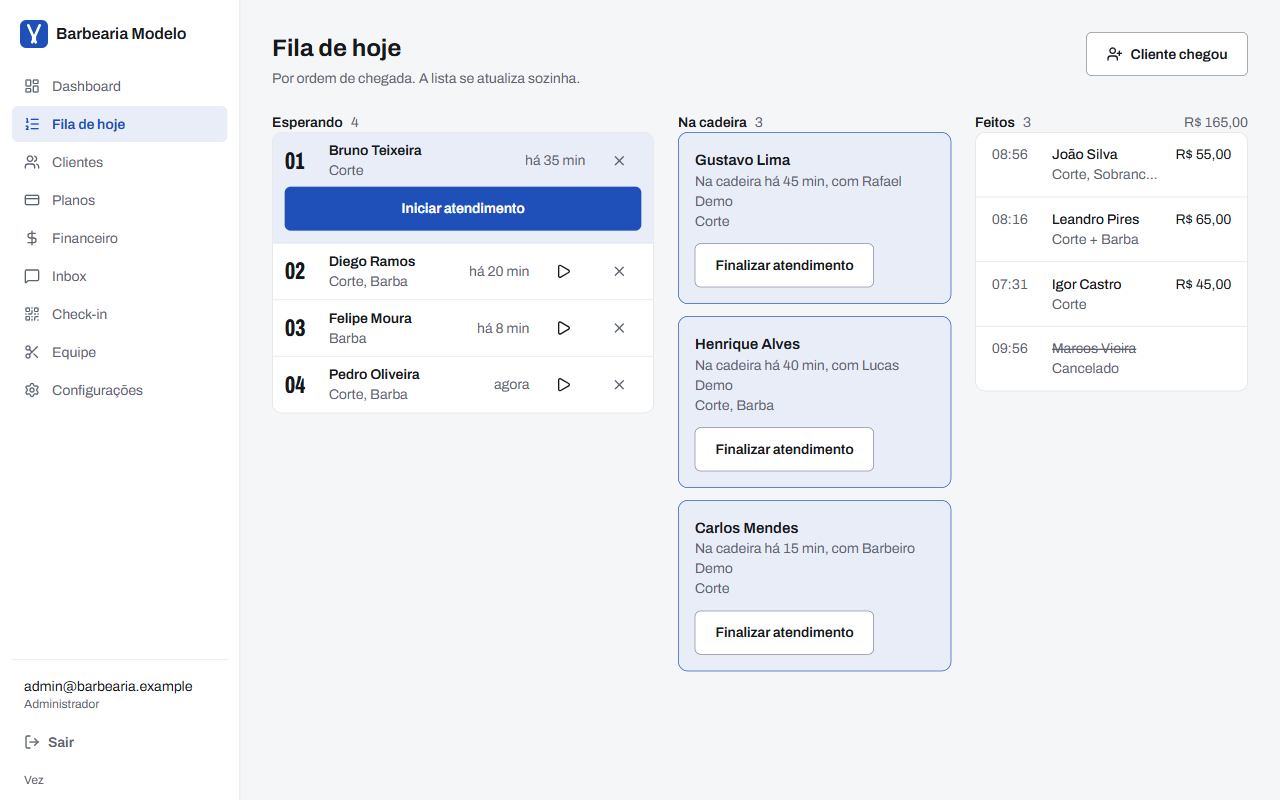 Barbearia Modelo
Dashboard
Fila de hoje
Clientes
Planos
Financeiro
Inbox
Check-in
Equipe
Configurações
admin@barbearia.example
Administrador
Sair
Vez
Fila de hoje
Por ordem de chegada. A lista se atualiza sozinha.
Cliente chegou
Esperando 4
01 Bruno Teixeira há 35 min
Corte
Iniciar atendimento
02 Diego Ramos há 20 min
Corte, Barba
03 Felipe Moura há 8 min
Barba
04 Pedro Oliveira agora
Corte, Barba
Na cadeira 3
Gustavo Lima
Na cadeira há 45 min, com Rafael
Demo
Corte
Finalizar atendimento
Henrique Alves
Na cadeira há 40 min, com Lucas
Demo
Corte, Barba
Finalizar atendimento
Carlos Mendes
Na cadeira há 15 min, com Barbeiro
Demo
Corte
Finalizar atendimento
Feitos 3 R$ 165,00
08:56 João Silva R$ 55,00
Corte, Sobranc...
08:16 Leandro Pires R$ 65,00
Corte + Barba
07:31 Igor Castro R$ 45,00
Corte
09:56 Marcos Vieira
Cancelado